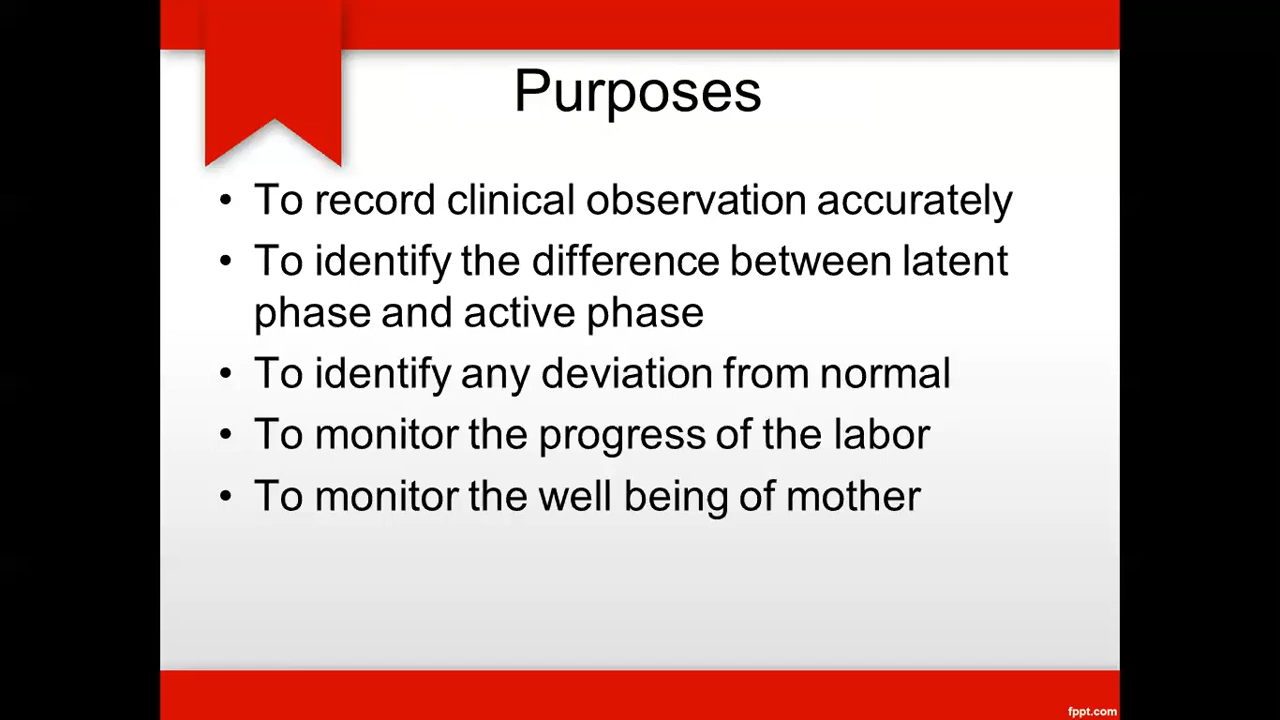 Purposes
• To record clinical observation accurately
• To identify the difference between latent
phase and active phase
• To identify any deviation from normal
• To monitor the progress of the labor
• To monitor the well being of mother
fppt.com